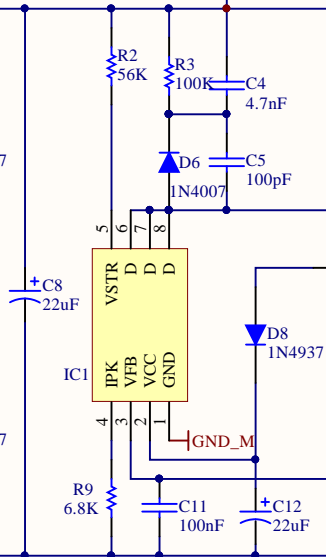 R2
56K
R3
100K
C4
4.7nF
7
D6
1N4007
C5
100pF
5
6
7
8
VSTR
D
D
D
C8
22uF
D8
1N4937
IC1
IPK
VFB
VCC
GND
4
3
2
1
7
GND_M
R9
6.8K
C11
100nF
C12
22uF